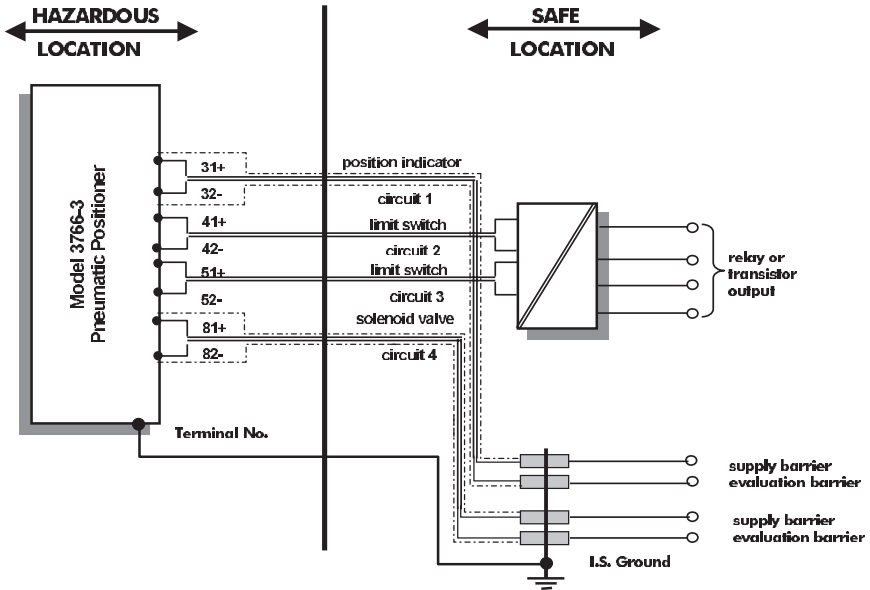 HAZARDOUS
LOCATION
SAFE
LOCATION
Model 3766-3
Pneumatic Positioner
31+
32-
41+
42-
51+
52-
81+
82-
position indicator
circuit 1
limit switch
circuit 2
limit switch
circuit 3
solenoid valve
circuit 4
relay or
transistor
output
Terminal No.
supply barrier
evaluation barrier
supply barrier
evaluation barrier
I.S. Ground